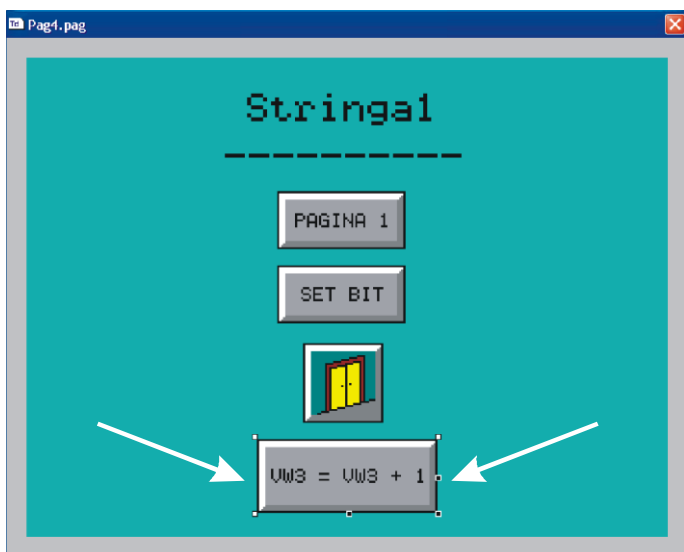 Pag4.pag
Stringa1
----------
PAGINA 1
SET BIT
VW3 = VW3 + 1